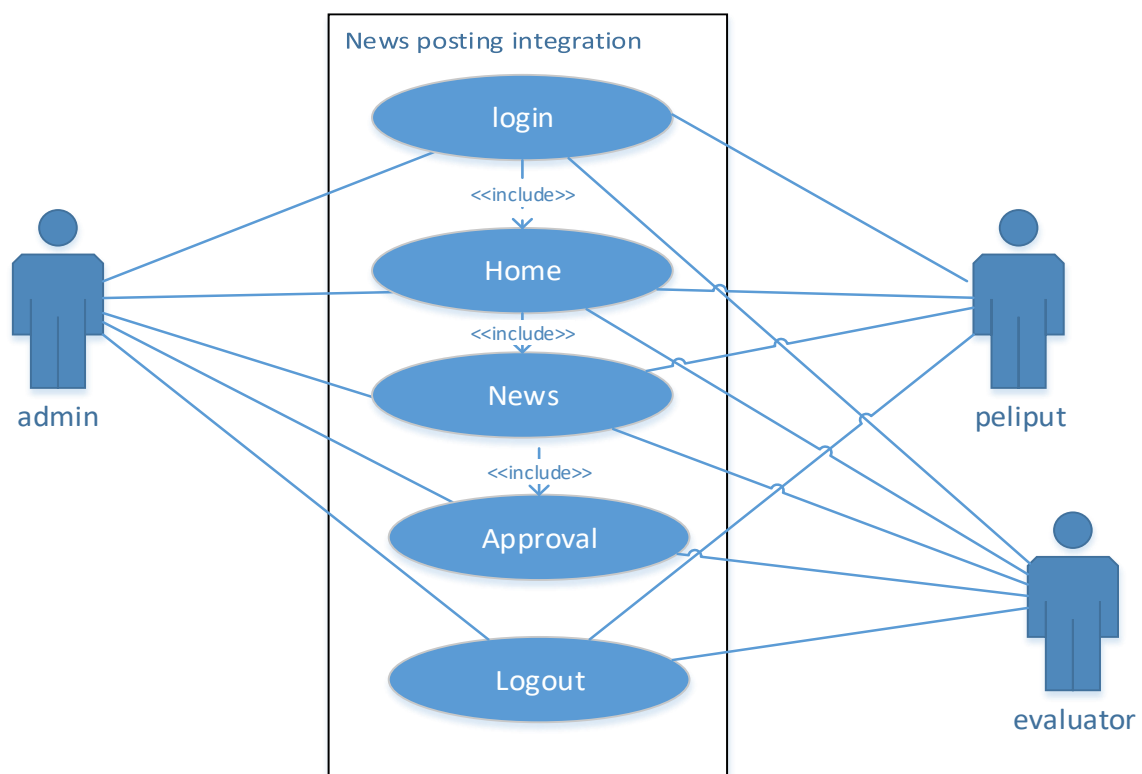 News posting integration
login
<<include>>
Home
<<include>>
News
<<include>>
Approval
Logout
admin
peliput
evaluator